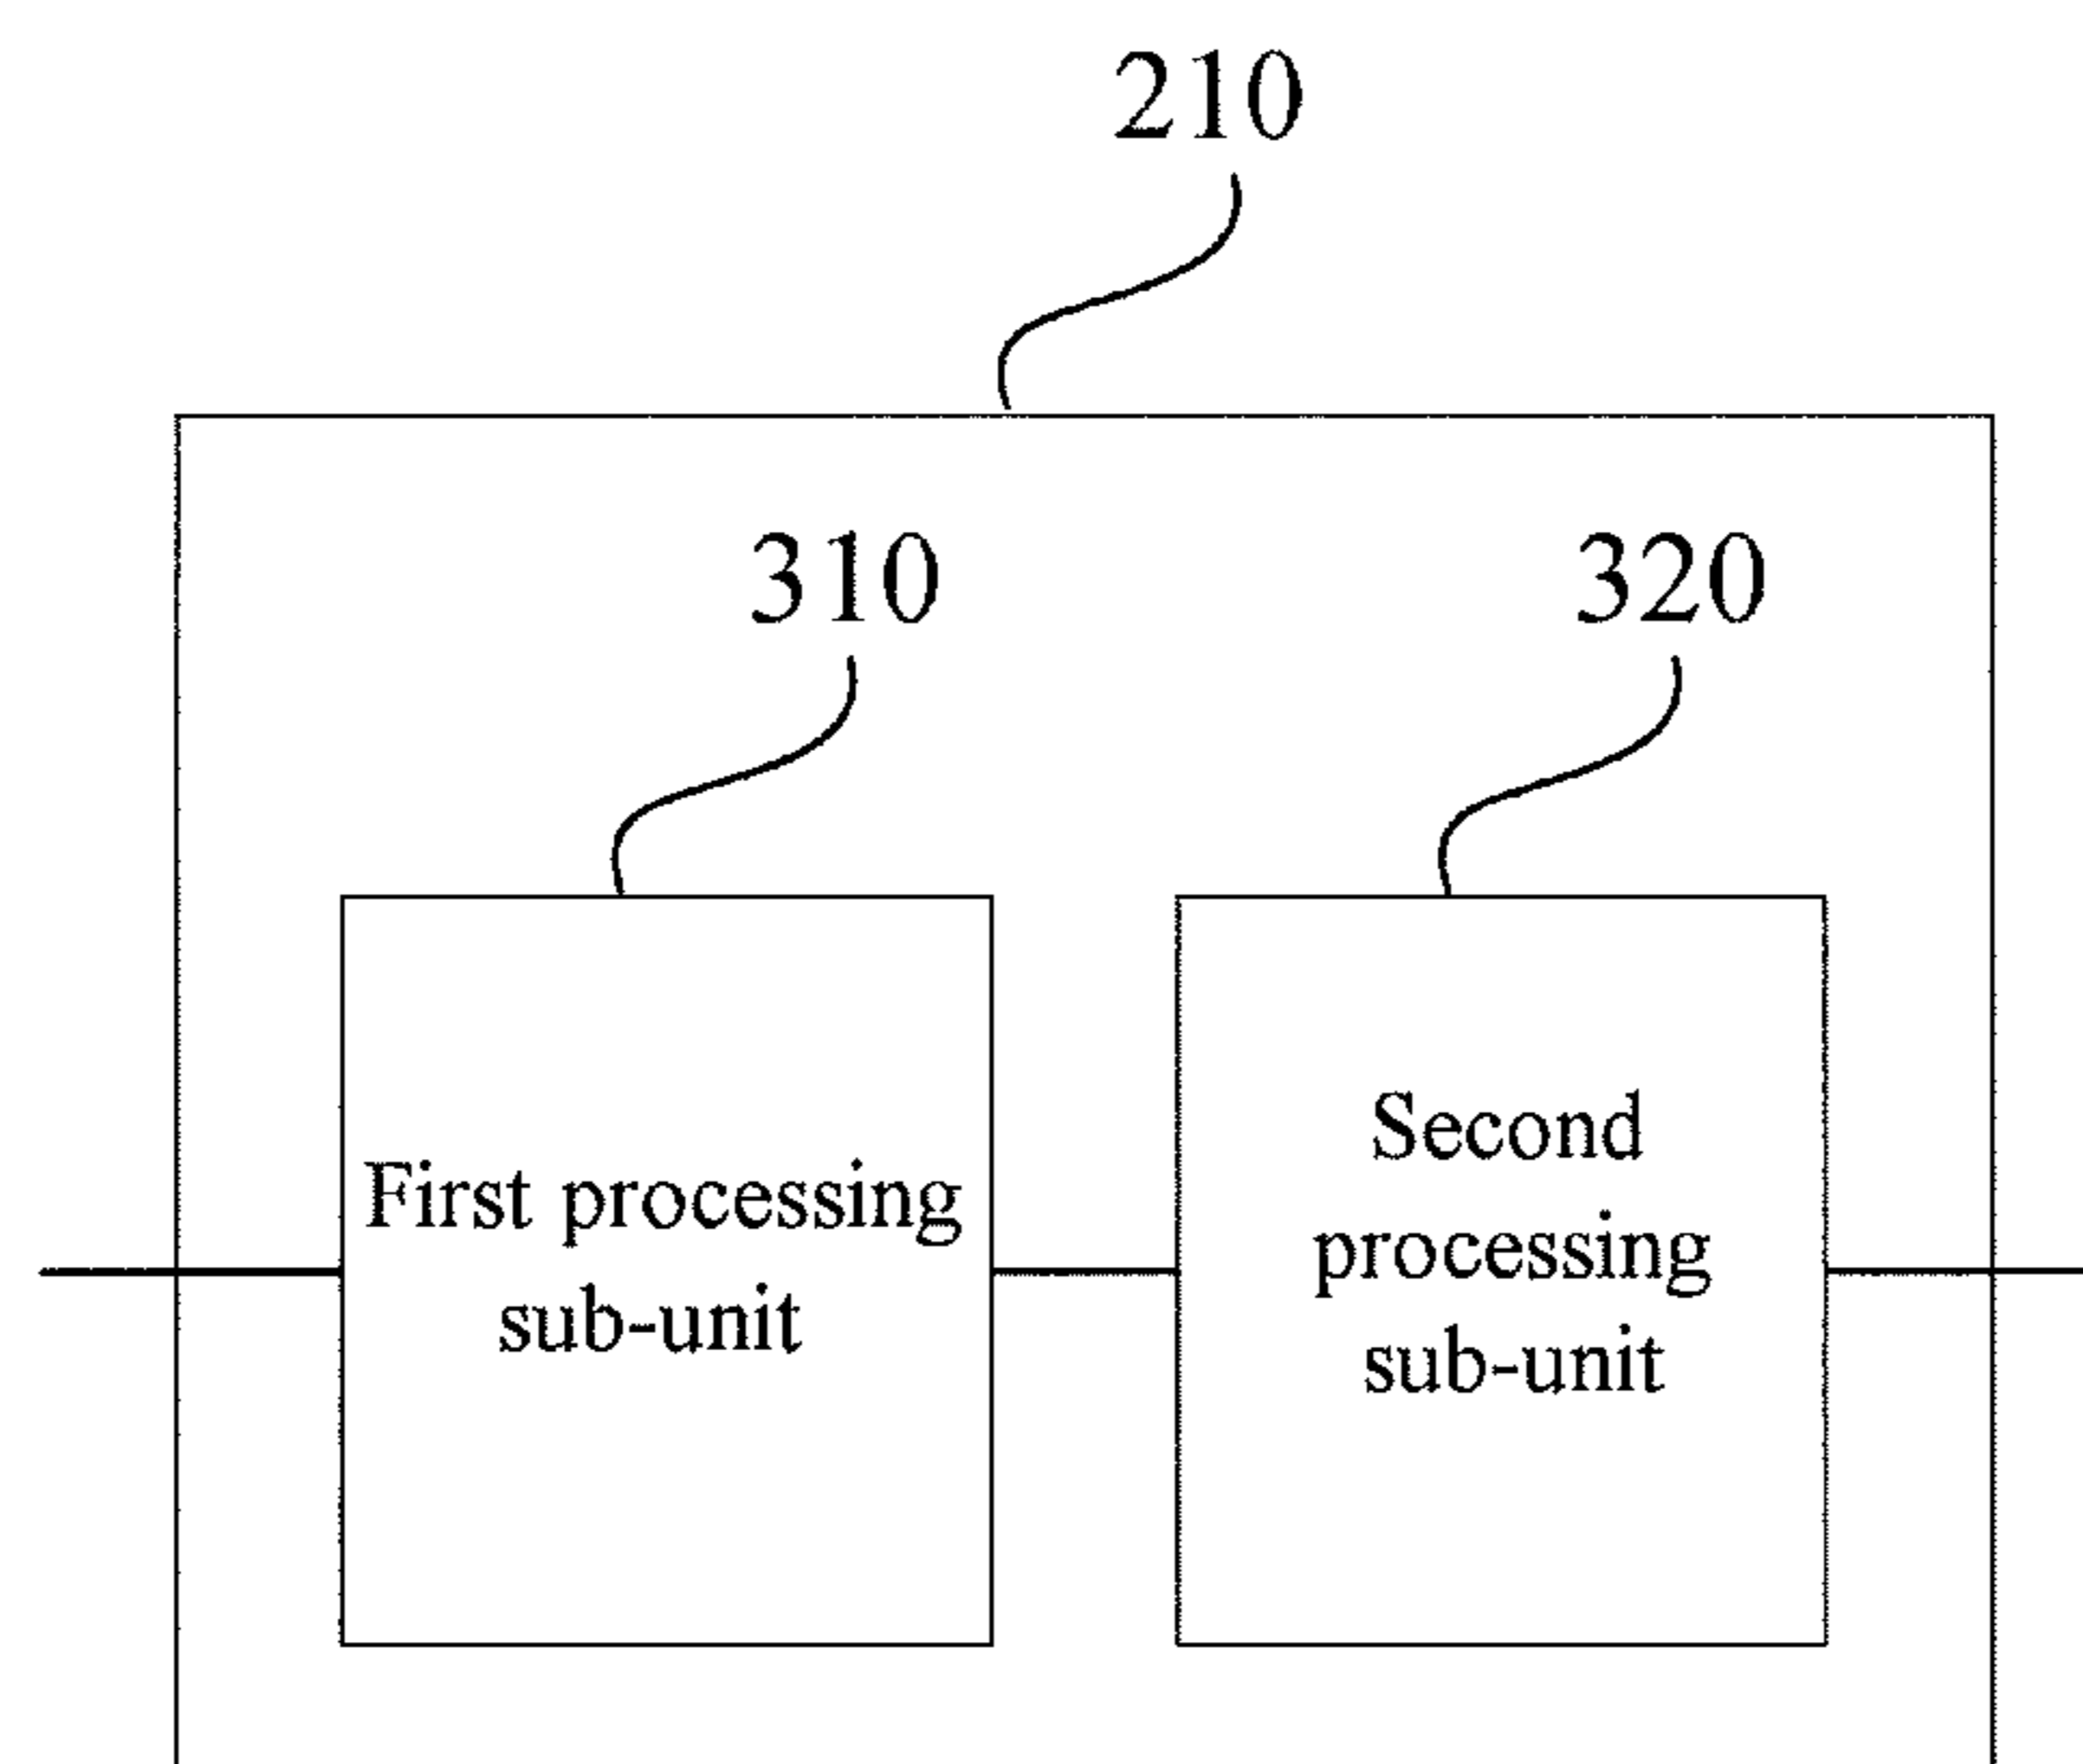 210
310
320
First processing
sub-unit
Second
processing
sub-unit